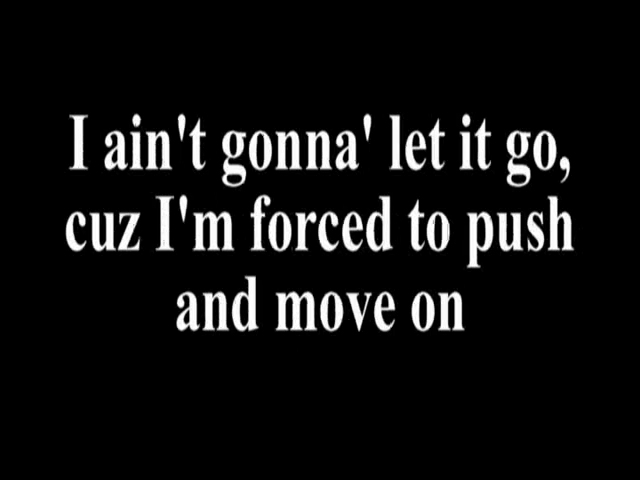 I ain't gonna' let it go,
cuz I'm forced to push
and move on